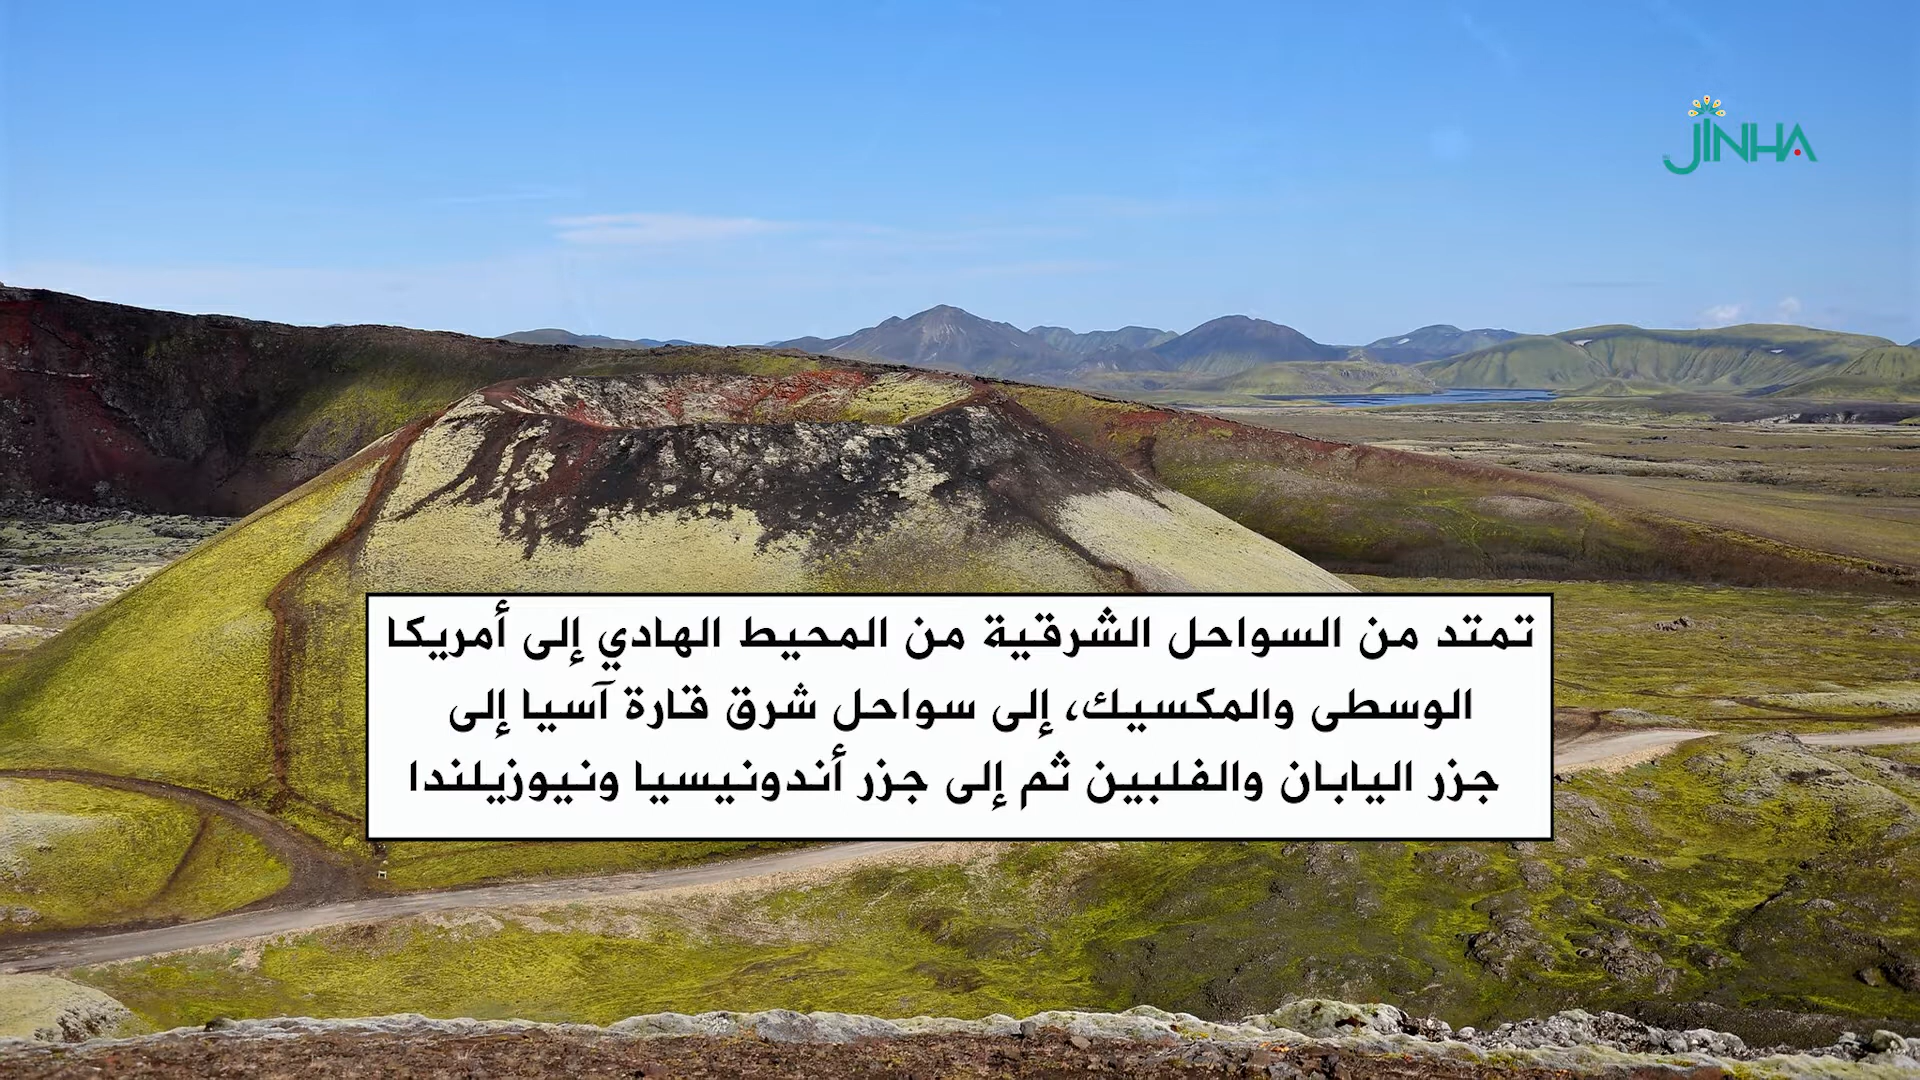 JINHA
تمتد من السواحل الشرقية من المحيط الهادي إلى أمريكا
الوسطى والمكسيك، إلى سواحل شرق قارة آسيا إلى
جزر اليابان والفلبين ثم إلى جزر أندونيسيا ونيوزيلندا